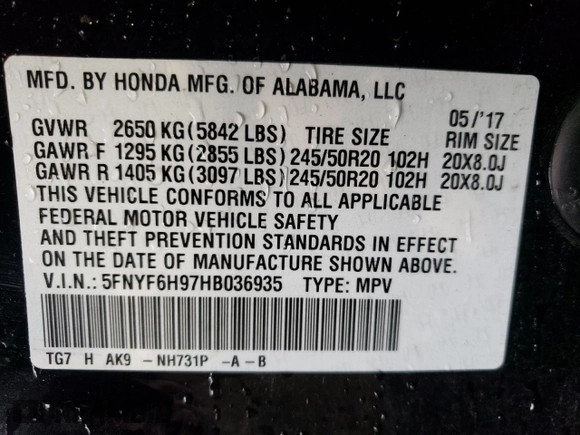 MFD. BY HONDA MFG. OF ALABAMA, LLC
05/'17
GVWR 2650 KG (5842 LBS) TIRE SIZE RIM SIZE
GAWR F 1295 KG (2855 LBS) 245/50R20 102H 20X8.0J
GAWR R 1405 KG (3097 LBS) 245/50R20 102H 20X8.0J
THIS VEHICLE CONFORMS TO ALL APPLICABLE
FEDERAL MOTOR VEHICLE SAFETY
AND THEFT PREVENTION STANDARDS IN EFFECT
ON THE DATE OF MANUFACTURE SHOWN ABOVE.
V.I.N.: 5FNYF6H97HB036935 TYPE: MPV
TG7 H AK9 -NH731P -A-B